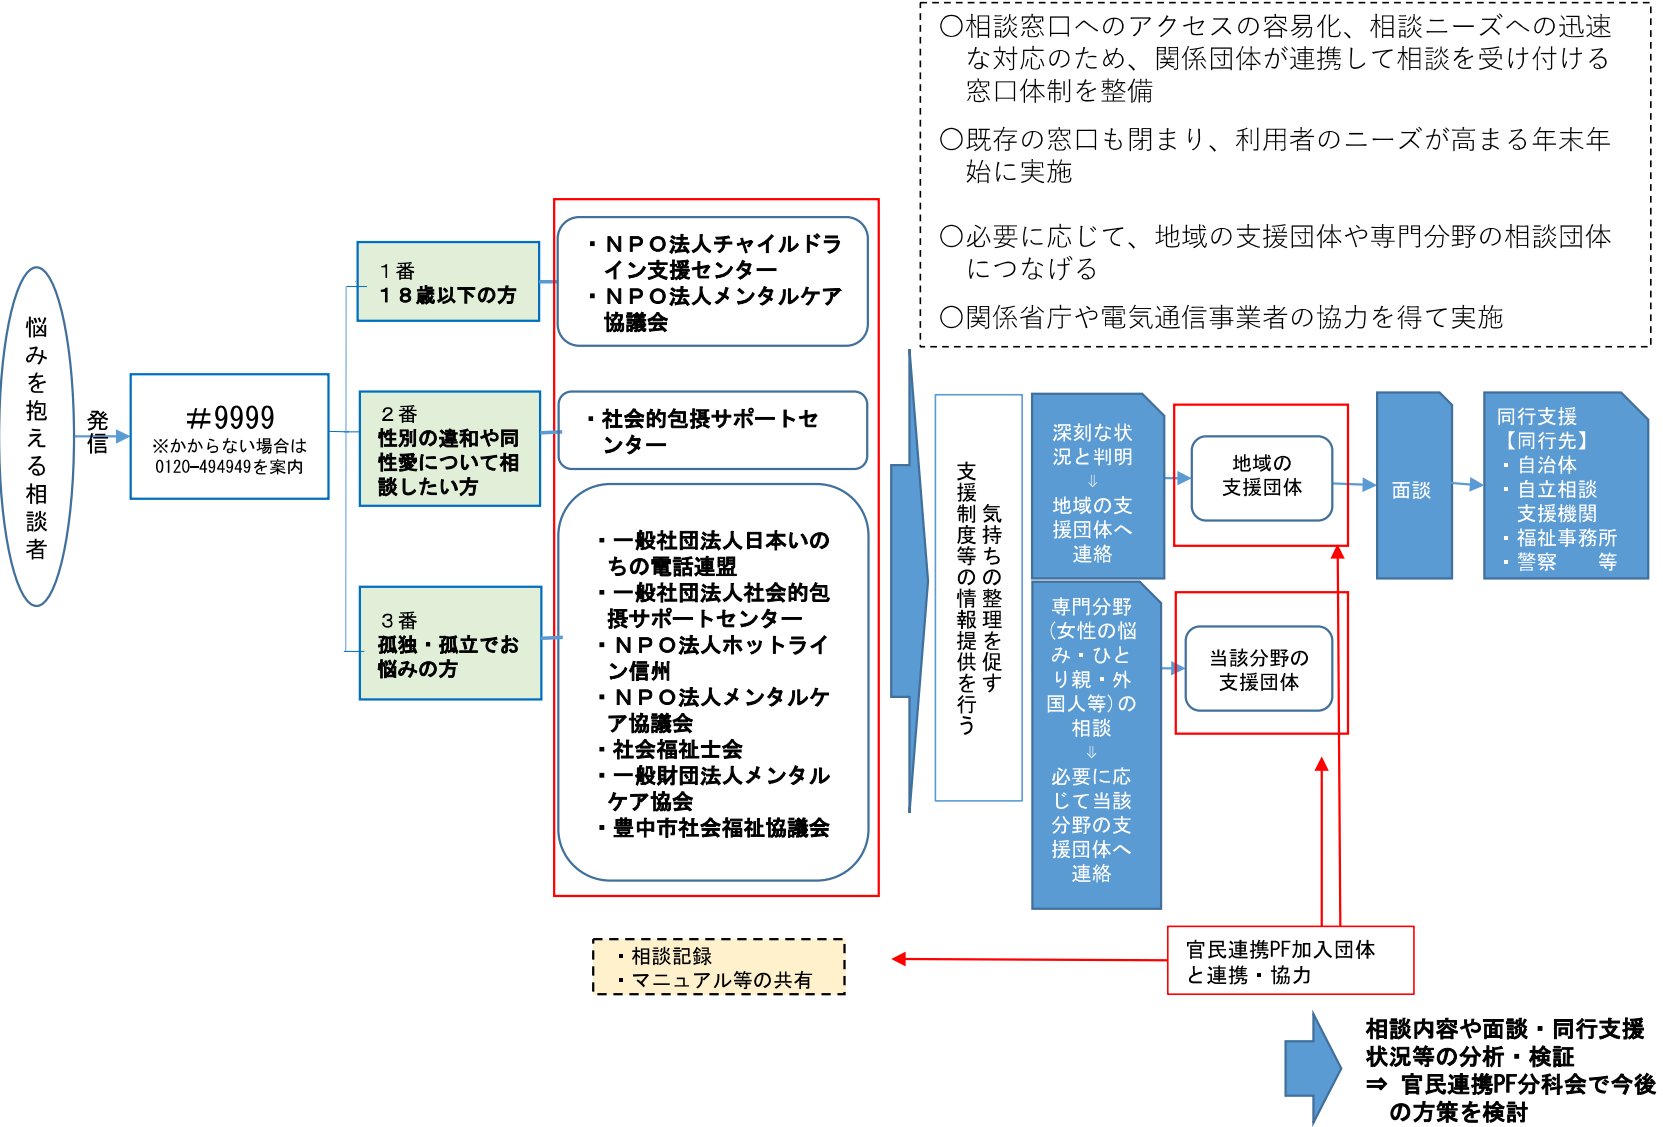 ○相談窓口へのアクセスの容易化、相談ニーズへの迅速
な対応のため、関係団体が連携して相談を受け付ける
窓口体制を整備
○既存の窓口も閉まり、利用者のニーズが高まる年末年
始に実施
○必要に応じて、地域の支援団体や専門分野の相談団体
につなげる
○関係省庁や電気通信事業者の協力を得て実施
悩みを抱える相談者
発信
#9999
※かからない場合は
0120-494949を案内
1番
18歳以下の方
2番
性別の違和や同
性愛について相
談したい方
3番
孤独・孤立でお
悩みの方
・NPO法人チャイルドラ
イン支援センター
・NPO法人メンタルケア
協議会
・社会的包摂サポートセ
ンター
・一般社団法人日本いの
ちの電話連盟
・一般社団法人社会的包
摂サポートセンター
・NPO法人ホットライ
ン信州
・NPO法人メンタルケ
ア協議会
・社会福祉士会
・一般財団法人メンタル
ケア協会
・豊中市社会福祉協議会
気持ちの整理を促す
支援制度等の情報提供を行う
深刻な状
況と判明
⇓
地域の支
援団体へ
連絡
地域の
支援団体
面談
同行支援
【同行先】
・自治体
・自立相談
支援機関
・福祉事務所
・警察 等
専門分野
(女性の悩
み・ひと
り親・外
国人等)の
相談
⇓
必要に応
じて当該
分野の支
援団体へ
連絡
当該分野の
支援団体
・相談記録
・マニュアル等の共有
官民連携PF加入団体
と連携・協力
相談内容や面談・同行支援
状況等の分析・検証
⇒ 官民連携PF分科会で今後
の方策を検討